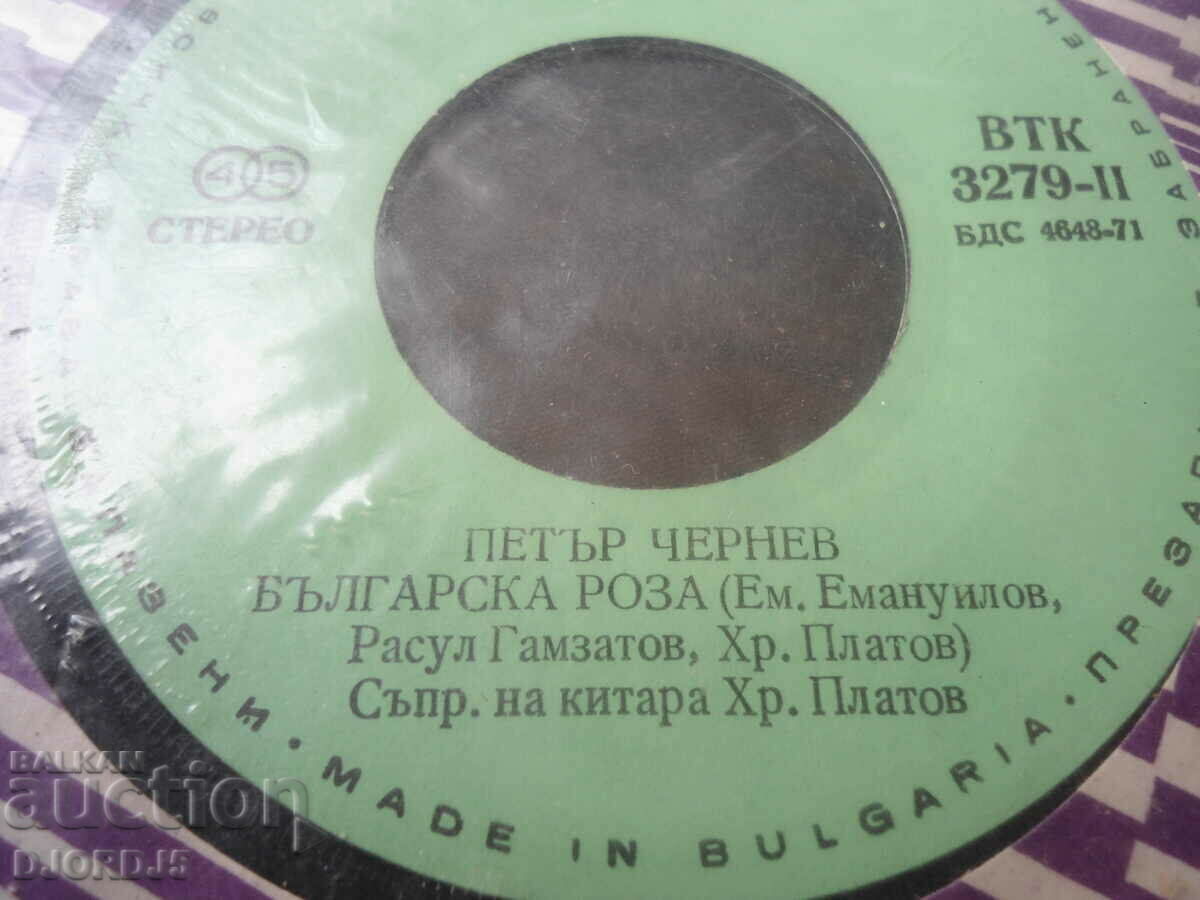 45
СТЕРЕО
ВТК
3279-II
БДС 4648-71
ПЕТЪР ЧЕРНЕВ
БЪЛГАРСКА РОЗА (Ем. Емануилов,
Расул Гамзатов, Хр. Платов)
Съпр. на китара Хр. Платов
MADE IN BULGARIA
BALKAN
auction
DJORDJ5